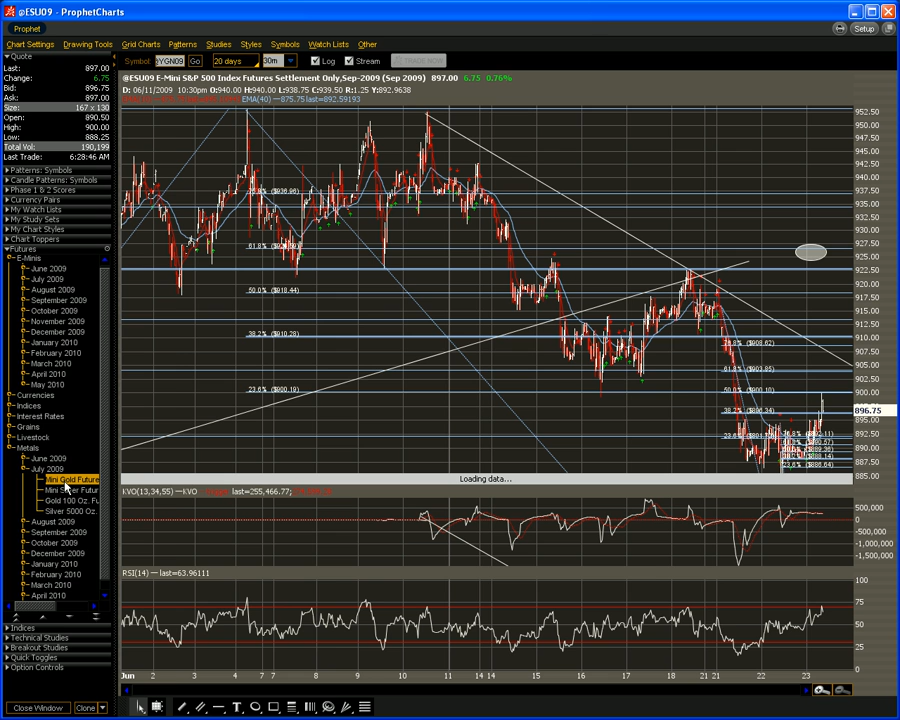 @ESU09 - ProphetCharts
Prophet
Setup
Chart Settings Drawing Tools Grid Charts Patterns Studies Styles Symbols Watch Lists Other
Symbol: YYGN09 Go 20 days 30m Log Stream
Quote
Last: 897.00
Change: 6.75
Bid: 896.75
Ask: 897.00
Size: 167 x 130
Open: 890.50
High: 900.00
Low: 888.25
Total Vol: 190,199
Last Trade: 6:28:46 AM
Patterns: Symbols
Candle Patterns: Symbols
Phase 1 & 2 Scores
Currency Pairs
My Watch Lists
My Study Sets
My Chart Styles
Chart Toppers
Futures
E-Minis
June 2009
July 2009
August 2009
September 2009
October 2009
November 2009
December 2009
January 2010
February 2010
March 2010
April 2010
May 2010
Currencies
Indices
Interest Rates
Grains
Livestock
Metals
June 2009
July 2009
Mini Gold Future
Gold 100 Oz. Fu
Silver 5000 Oz.
August 2009
September 2009
October 2009
December 2009
January 2010
February 2010
March 2010
April 2010
Indices
Technical Studies
Breakout Studies
Quick Toggles
Option Controls
Close Window Clone
@ESU09 E-Mini S&P 500 Index Futures Settlement Only,Sep-2009 (Sep 2009) 897.00 6.75 0.76%
D: 06/11/2009 10:30pm O:940.00 H:940.00 L:938.75 C:939.50 R:1.25 Y:892.9638
EMA(40) —875.75 last=892.59193
952.50
950.00
947.50
945.00
942.50
940.00
937.50
935.00
932.50
930.00
927.50
925.00
922.50
920.00
917.50
915.00
912.50
910.00
907.50
905.00
902.50
900.00
896.75
895.00
892.50
890.00
887.50
885.00
50.0% ($918.44)
38.2% ($910.28)
23.6% ($900.19)
61.8% ($903.85)
50.0% ($900.10)
38.2% ($896.34)
23.6% ($886.64)
Loading data...
KVO(13,34,55) —KVO last=255,466.77;
500,000
0
-500,000
-1,000,000
-1,500,000
RSI(14) — last=63.96111
100
75
50
25
0
Jun 2 3 4 7 7 8 9 10 11 14 14 15 16 17 18 21 21 22 23